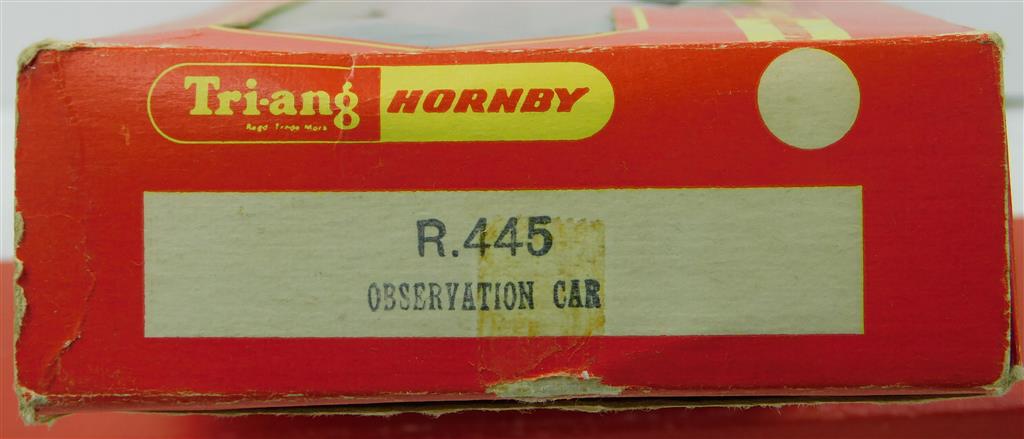 Tri-ang HORNBY
Regd. Trade Mark
R.445
OBSERVATION CAR